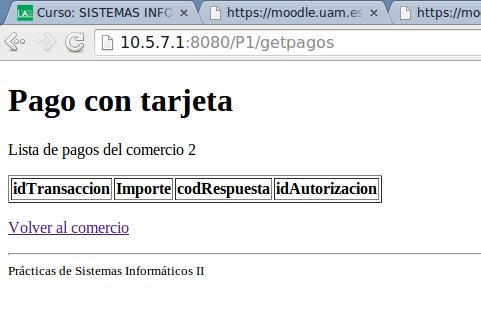 Curso: SISTEMAS INFO https://moodle.uam.es https://mo
10.5.7.1:8080/P1/getpagos
Pago con tarjeta
Lista de pagos del comercio 2
idTransaccion Importe codRespuesta idAutorizacion
Volver al comercio
Prácticas de Sistemas Informáticos II